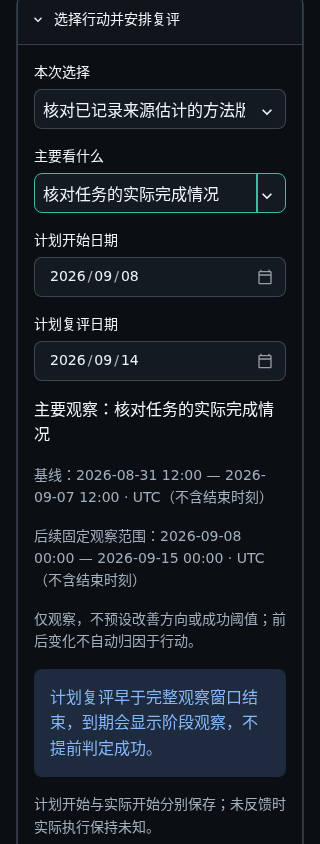 选择行动并安排复评
本次选择
核对已记录来源估计的方法
主要看什么
核对任务的实际完成情况
计划开始日期
2026/09/08
计划复评日期
2026/09/14
主要观察：核对任务的实际完成情
况
基线：2026-08-31 12:00 — 2026-
09-07 12:00 · UTC（不含结束时刻）
后续固定观察范围：2026-09-08
00:00 — 2026-09-15 00:00 · UTC
（不含结束时刻）
仅观察，不预设改善方向或成功阈值；前
后变化不自动归因于行动。
计划复评早于完整观察窗口结
束，到期会显示阶段观察，不
提前判定成功。
计划开始与实际开始分别保存；未反馈时
实际执行保持未知。